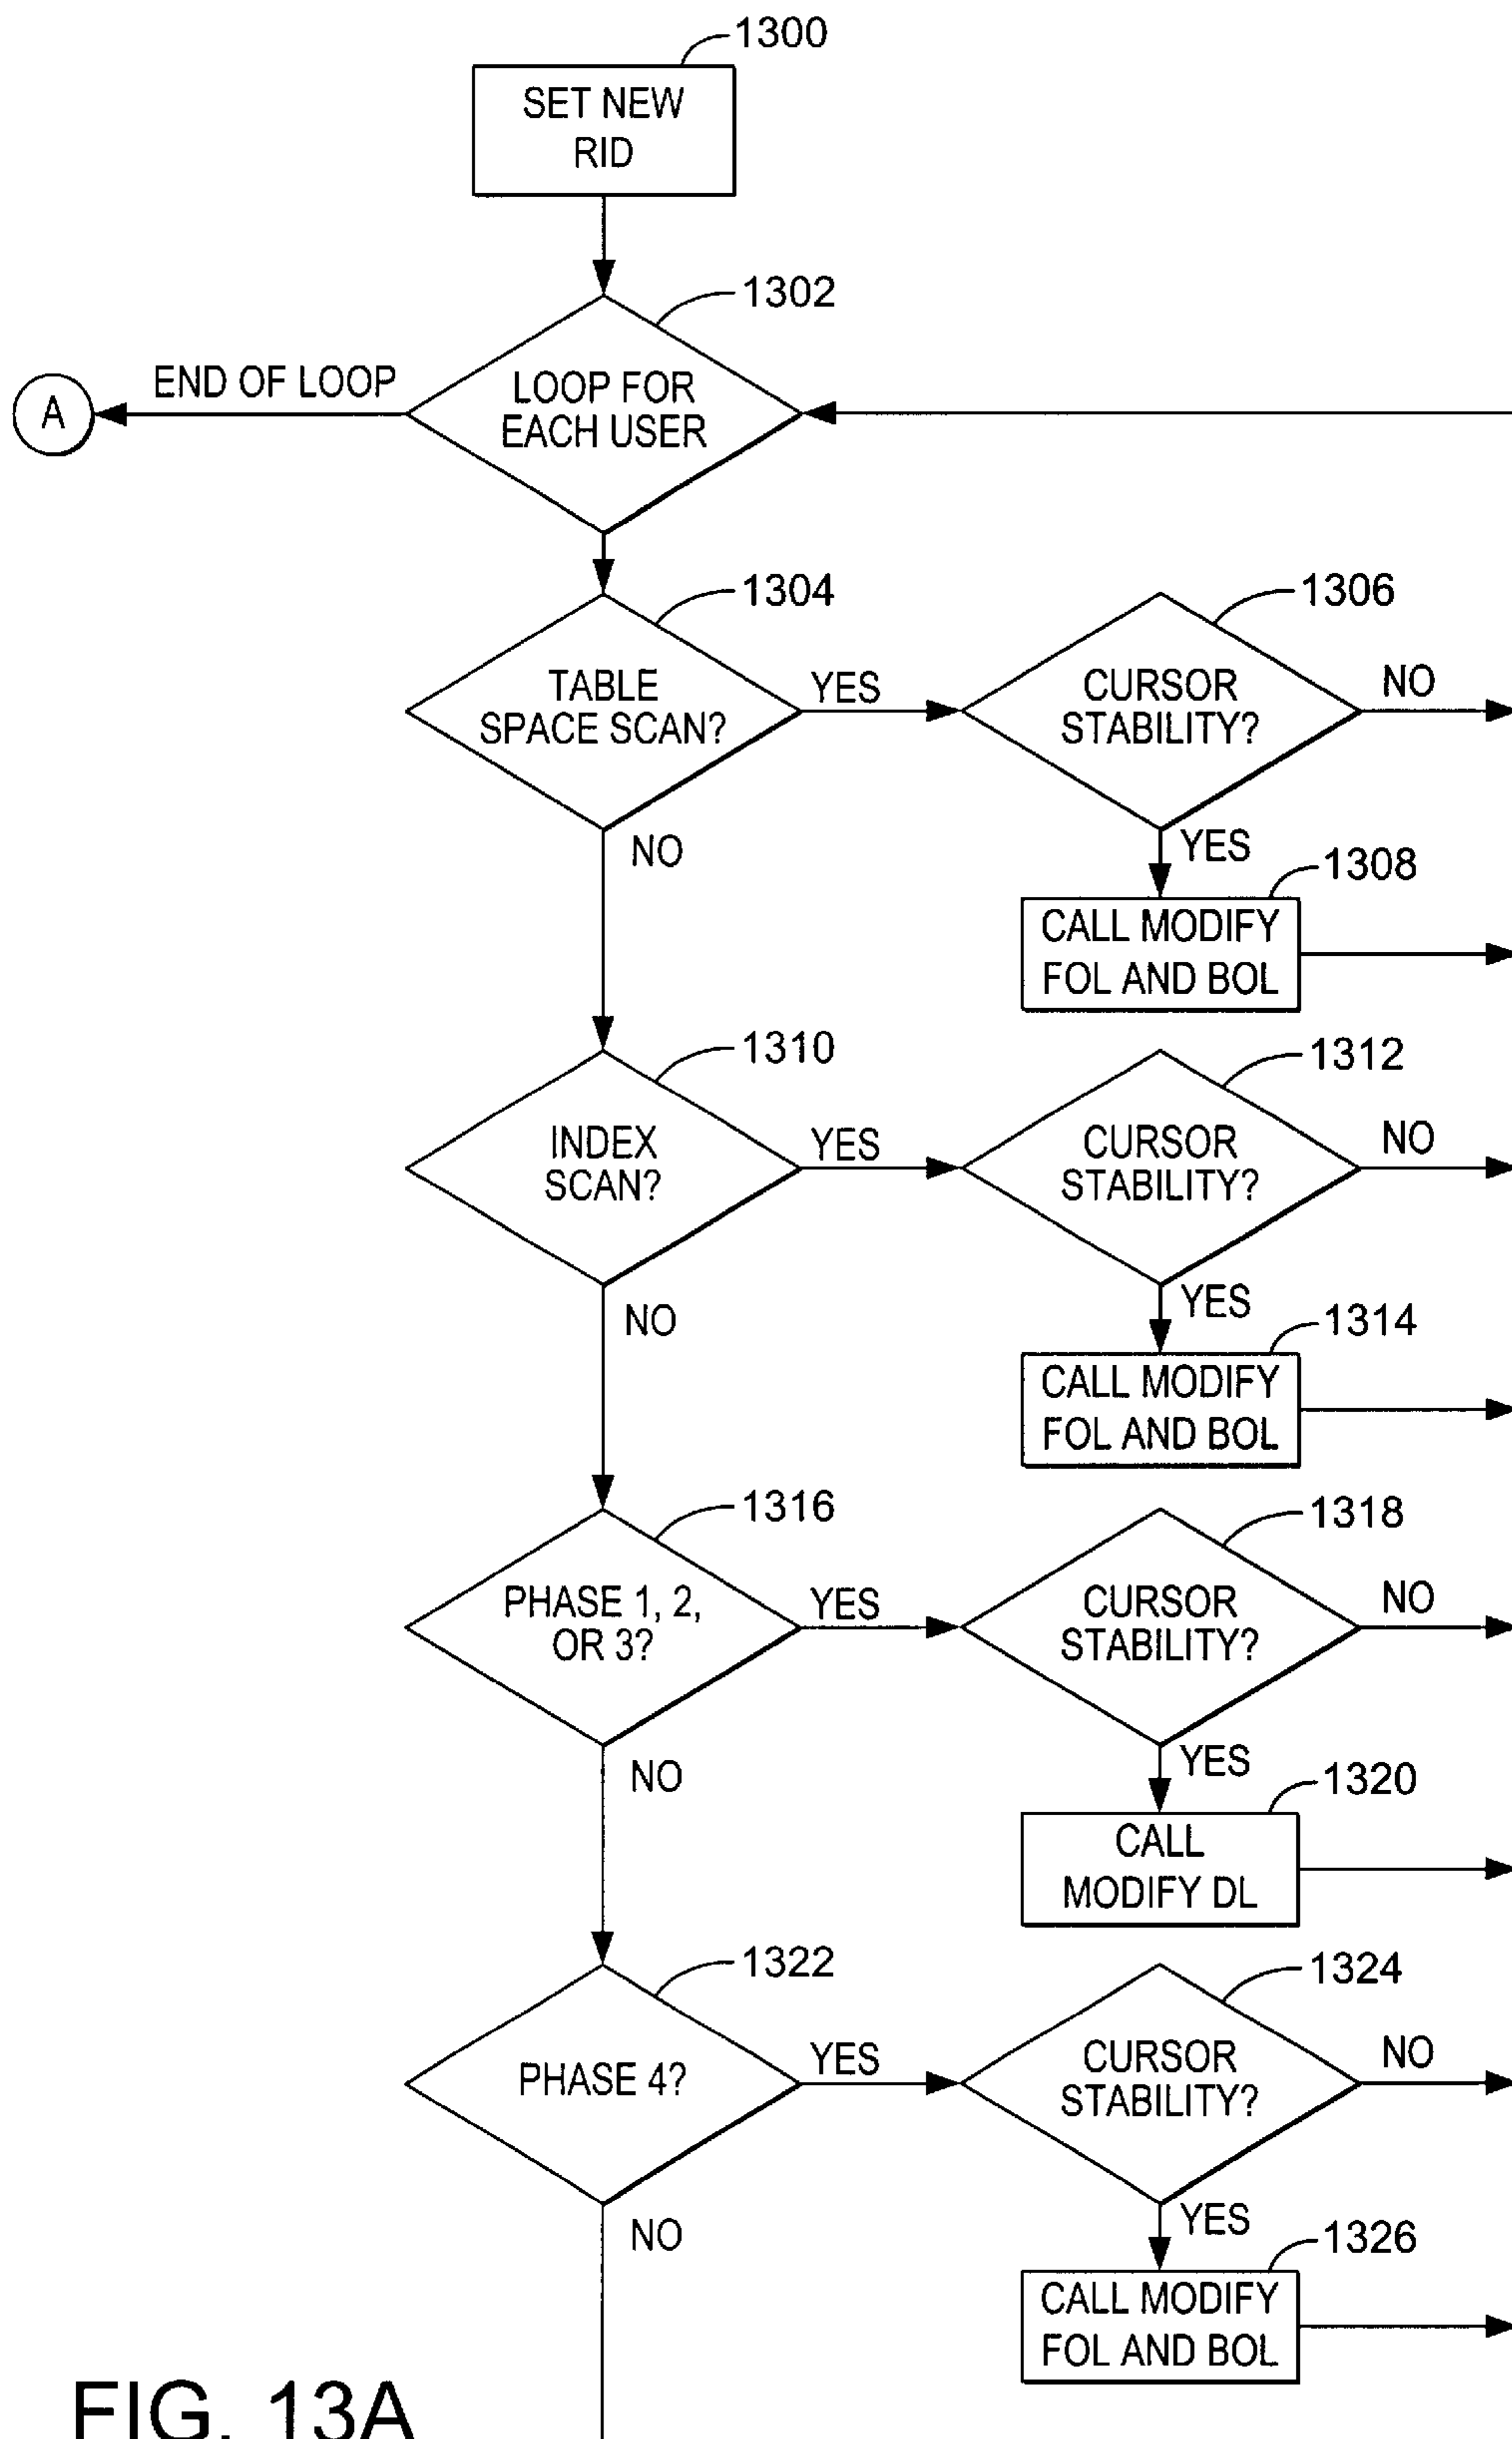 1300
SET NEW
RID
1302
END OF LOOP
A
LOOP FOR
EACH USER
1304
1306
TABLE
SPACE SCAN?
YES
CURSOR
STABILITY?
NO
NO
YES
1308
CALL MODIFY
FOL AND BOL
1310
1312
INDEX
SCAN?
YES
CURSOR
STABILITY?
NO
NO
YES
1314
CALL MODIFY
FOL AND BOL
1316
1318
PHASE 1, 2,
OR 3?
YES
CURSOR
STABILITY?
NO
NO
YES
1320
CALL
MODIFY DL
1322
1324
PHASE 4?
YES
CURSOR
STABILITY?
NO
NO
YES
1326
CALL MODIFY
FOL AND BOL
FIG. 13A